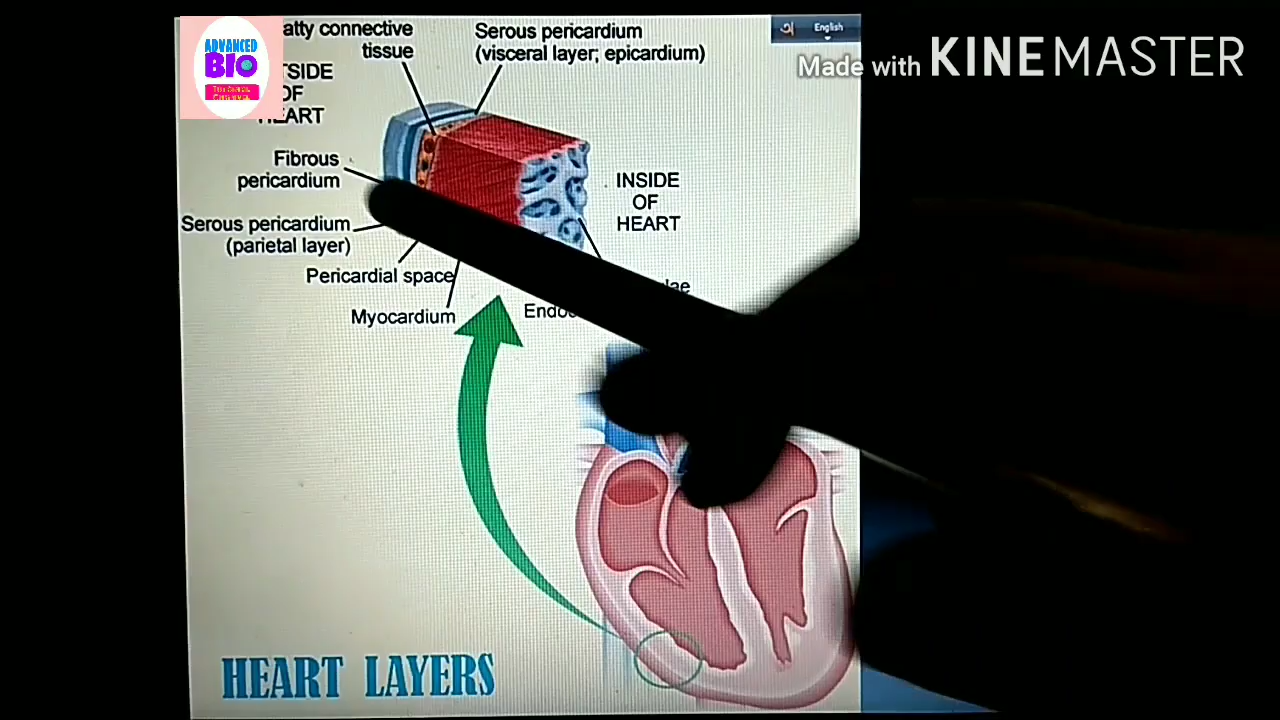 ADVANCED
BIO
atty connective
tissue
Serous pericardium
(visceral layer; epicardium)
English
Made with KINEMASTER
TSIDE
OF
HEART
Fibrous
pericardium
INSIDE
OF
HEART
Serous pericardium
(parietal layer)
Pericardial space
Myocardium
HEART LAYERS